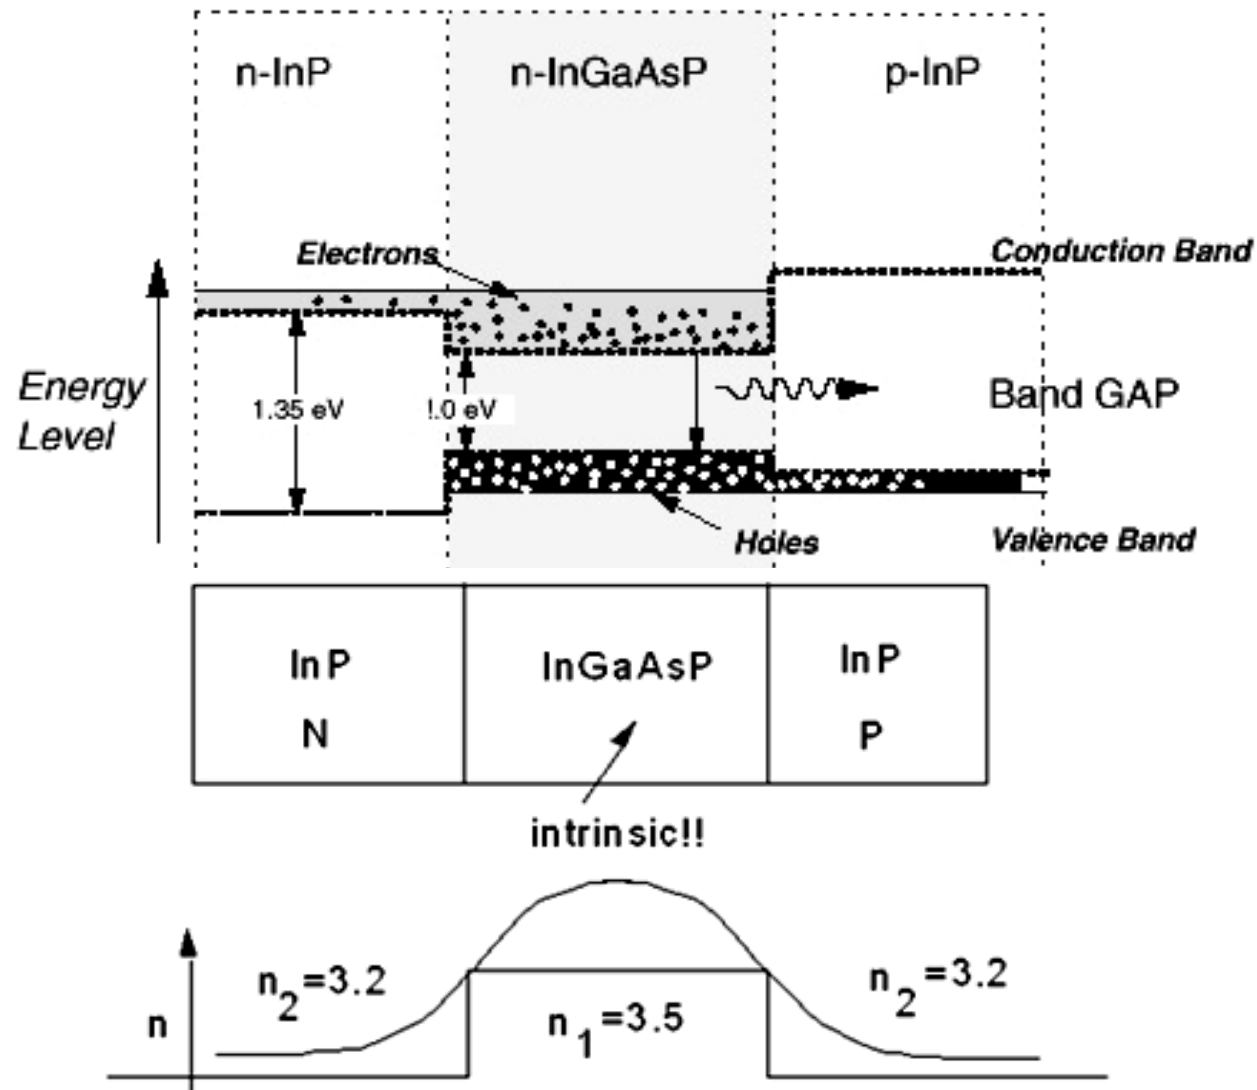 n-InP
n-InGaAsP
p-InP
Electrons
Conduction Band
Energy
Level
1.35 eV
!.0 eV
Band GAP
Holes
Valence Band
InP
N
InGaAsP
InP
P
intrinsic!!
n
n2=3.2
n1=3.5
n2=3.2